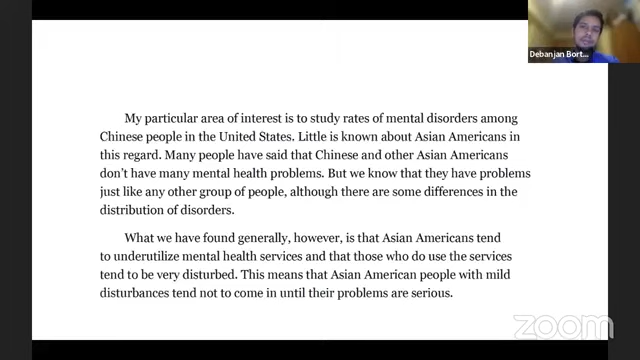 Debanjan Bort...
My particular area of interest is to study rates of mental disorders among
Chinese people in the United States. Little is known about Asian Americans in
this regard. Many people have said that Chinese and other Asian Americans
don't have many mental health problems. But we know that they have problems
just like any other group of people, although there are some differences in the
distribution of disorders.
What we have found generally, however, is that Asian Americans tend
to underutilize mental health services and that those who do use the services
tend to be very disturbed. This means that Asian American people with mild
disturbances tend not to come in until their problems are serious.
zoom